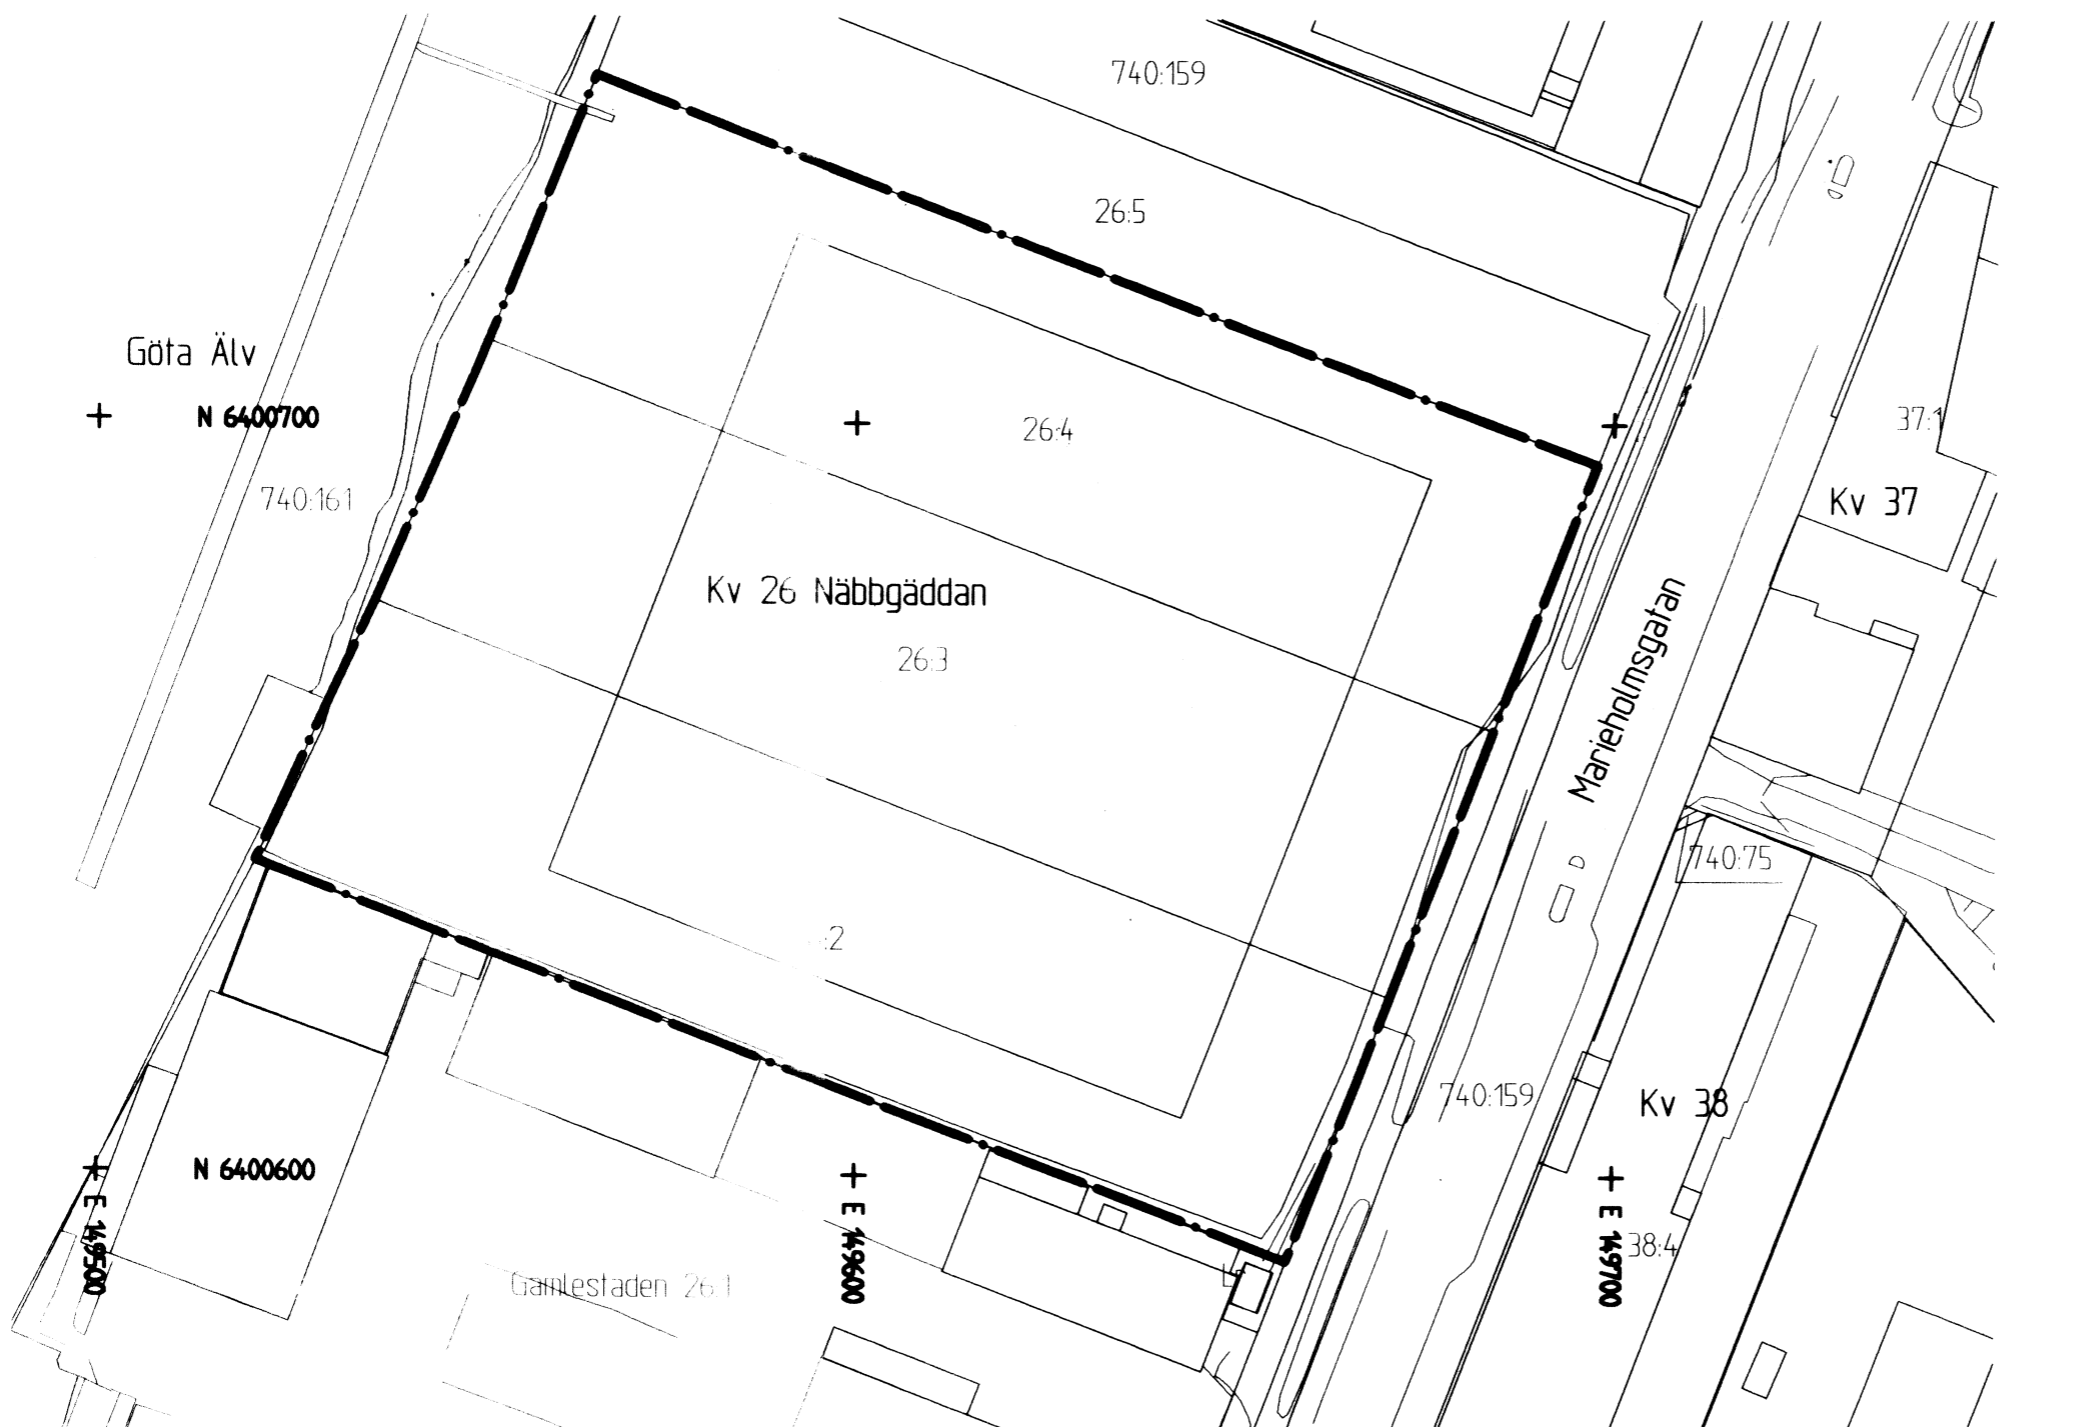 740:159
26:5
Göta Älv
N 6400700
26:4
37:1
740:161
Kv 37
Kv 26 Näbbgäddan
Marieholmsgatan
26:3
740:75
:2
740:159
Kv 38
N 6400600
E 149500
E 149600
E 149700
38:4
Gamlestaden 26:1